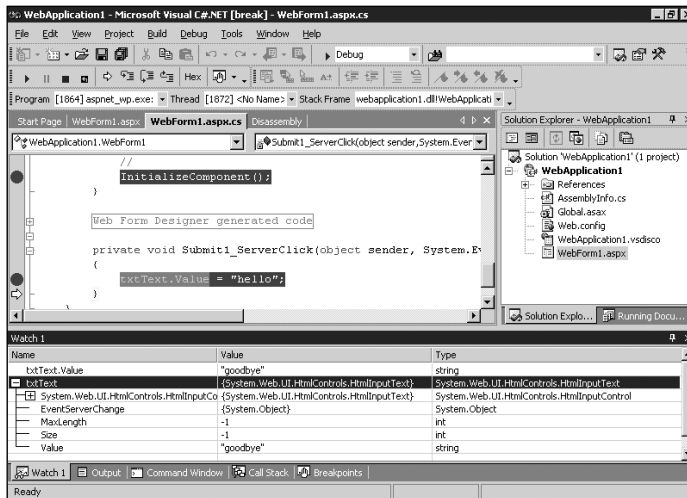 WebApplication1 - Microsoft Visual C#.NET [break] - WebForm1.aspx.cs
File Edit View Project Build Debug Tools Window Help
Debug
Hex
Program [1864] aspnet_wp.exe: Thread [1872] <No Name> Stack Frame webapplication1.dll!WebApplicati
Start Page WebForm1.aspx WebForm1.aspx.cs Disassembly
WebApplication1.WebForm1 Submit1_ServerClick(object sender,System.Ever
//
InitializeComponent();
}
Web Form Designer generated code
private void Submit1_ServerClick(object sender, System.Ev
{
txtText.Value = "hello";
}
Solution Explorer - WebApplication1
Solution 'WebApplication1' (1 project)
WebApplication1
References
AssemblyInfo.cs
Global.asax
Web.config
WebApplication1.vsdisco
WebForm1.aspx
Solution Explo... Running Docu...
Watch 1
Name Value Type
txtText.Value "goodbye" string
txtText {System.Web.UI.HtmlControls.HtmlInputText} System.Web.UI.HtmlControls.HtmlInputText
System.Web.UI.HtmlControls.HtmlInputCo {System.Web.UI.HtmlControls.HtmlInputText} System.Web.UI.HtmlControls.HtmlInputControl
EventServerChange {System.Object} System.Object
MaxLength -1 int
Size -1 int
Value "goodbye" string
Watch 1 Output Command Window Call Stack Breakpoints
Ready